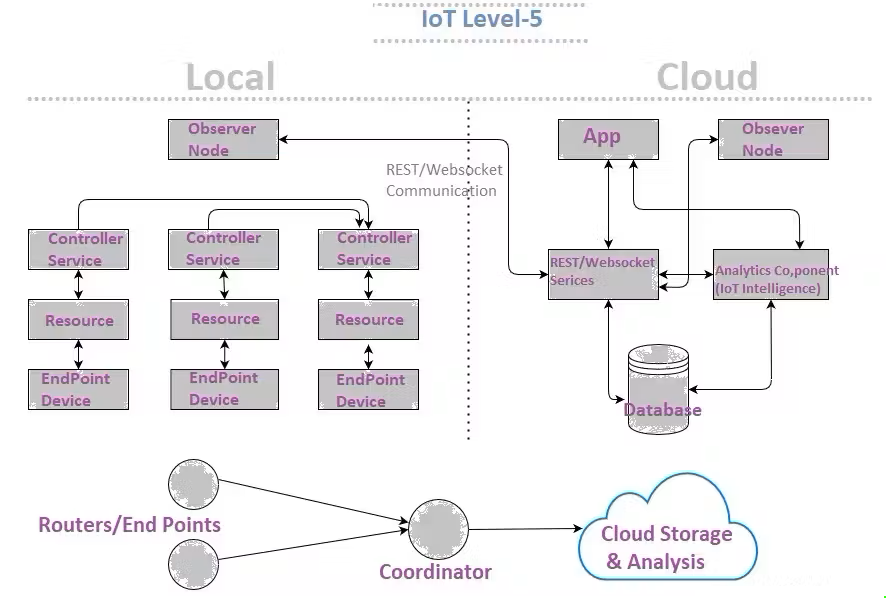 IoT Level-5
Local
Cloud
Observer
Node
App
Obsever
Node
REST/Websocket
Communication
Controller
Service
Controller
Service
Controller
Service
REST/Websocket
Serices
Analytics Co,ponent
(IoT Intelligence)
Resource
Resource
Resource
EndPoint
Device
EndPoint
Device
EndPoint
Device
Database
Routers/End Points
Coordinator
Cloud Storage
& Analysis